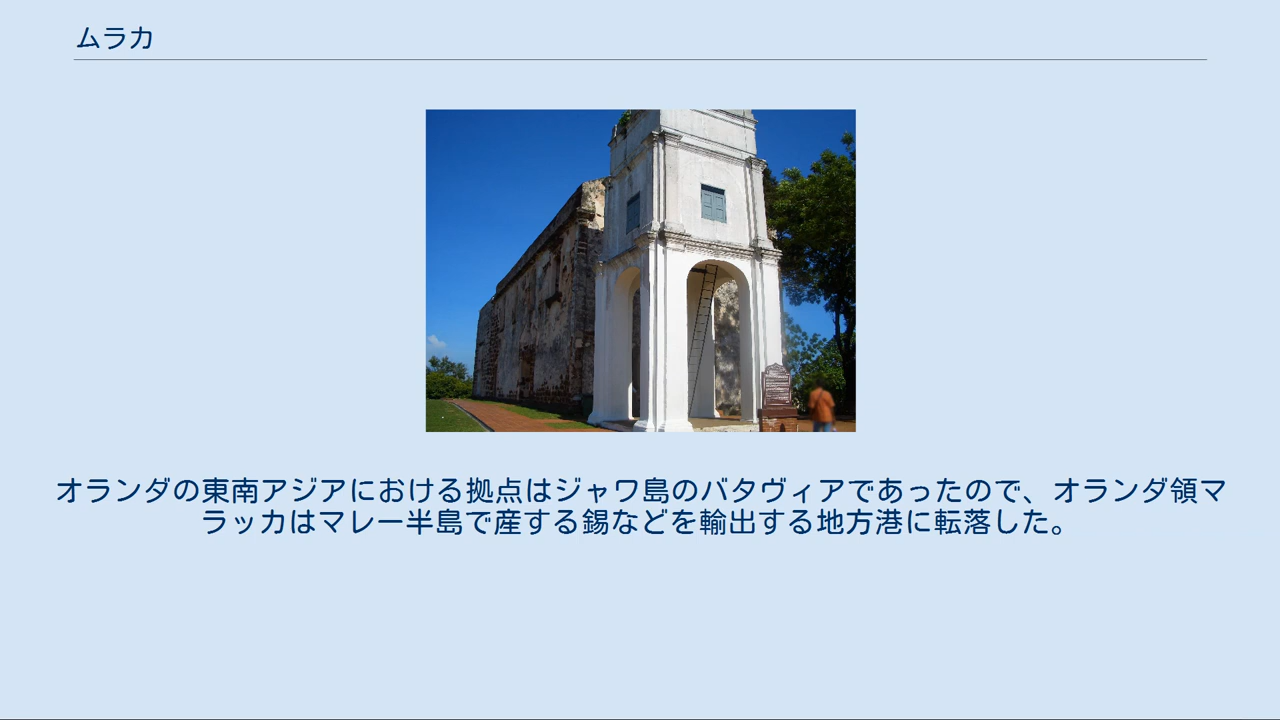 ムラカ
オランダの東南アジアにおける拠点はジャワ島のバタヴィアであったので、オランダ領マ
ラッカはマレー半島で産する錫などを輸出する地方港に転落した。